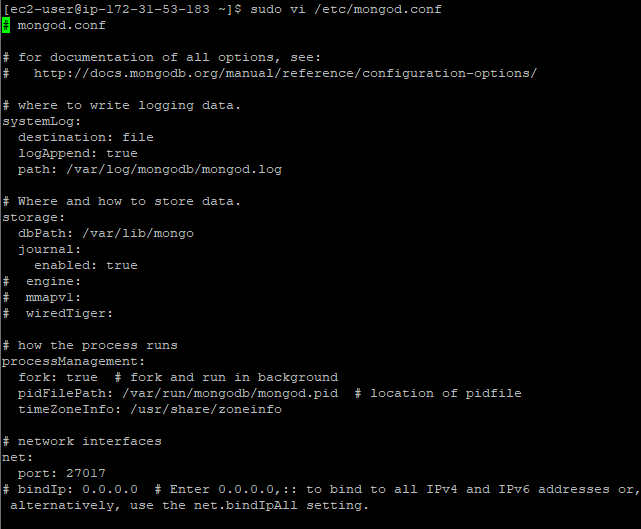 [ec2-user@ip-172-31-53-183 ~]$ sudo vi /etc/mongod.conf
# mongod.conf
# for documentation of all options, see:
#   http://docs.mongodb.org/manual/reference/configuration-options/
# where to write logging data.
systemLog:
  destination: file
  logAppend: true
  path: /var/log/mongodb/mongod.log
# Where and how to store data.
storage:
  dbPath: /var/lib/mongo
  journal:
    enabled: true
#  engine:
#  mmapv1:
#  wiredTiger:
# how the process runs
processManagement:
  fork: true  # fork and run in background
  pidFilePath: /var/run/mongodb/mongod.pid  # location of pidfile
  timeZoneInfo: /usr/share/zoneinfo
# network interfaces
net:
  port: 27017
# bindIp: 0.0.0.0  # Enter 0.0.0.0,:: to bind to all IPv4 and IPv6 addresses or,
 alternatively, use the net.bindIpAll setting.